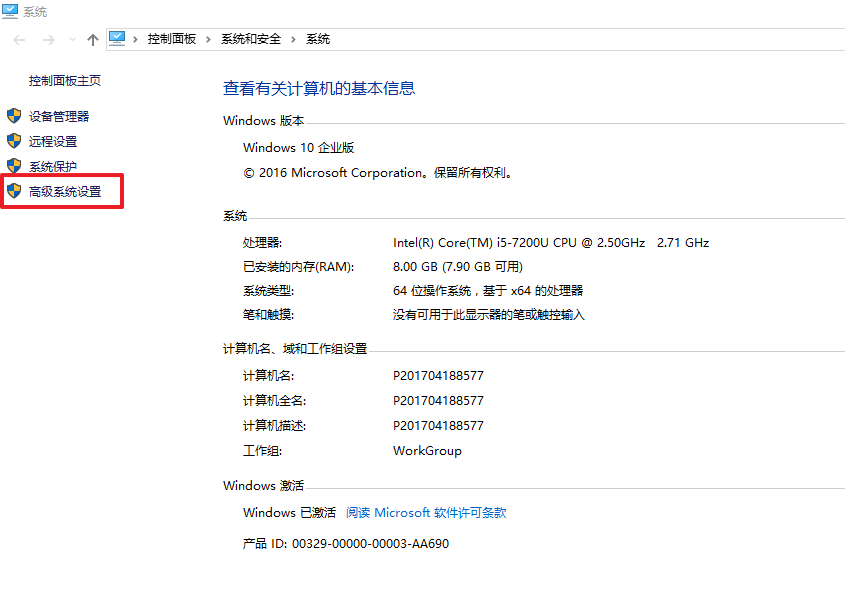 系统
控制面板 > 系统和安全 > 系统
控制面板主页
设备管理器
远程设置
系统保护
高级系统设置
查看有关计算机的基本信息
Windows 版本
Windows 10 企业版
© 2016 Microsoft Corporation。保留所有权利。
系统
处理器: Intel(R) Core(TM) i5-7200U CPU @ 2.50GHz 2.71 GHz
已安装的内存(RAM): 8.00 GB (7.90 GB 可用)
系统类型: 64 位操作系统，基于 x64 的处理器
笔和触摸: 没有可用于此显示器的笔或触控输入
计算机名、域和工作组设置
计算机名: P201704188577
计算机全名: P201704188577
计算机描述: P201704188577
工作组: WorkGroup
Windows 激活
Windows 已激活 阅读 Microsoft 软件许可条款
产品 ID: 00329-00000-00003-AA690